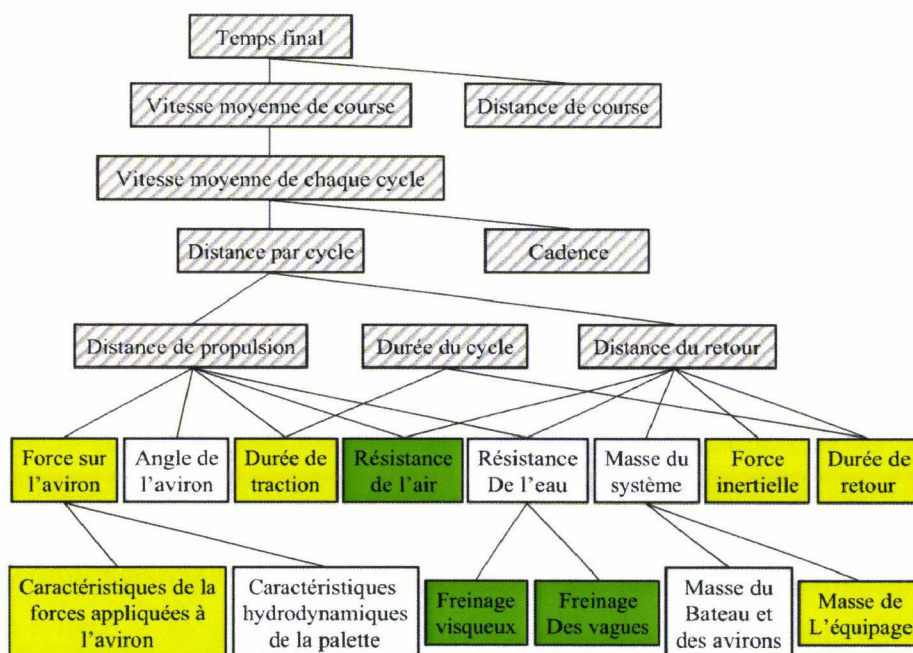 Temps final
Vitesse moyenne de course
Distance de course
Vitesse moyenne de chaque cycle
Distance par cycle
Cadence
Distance de propulsion
Durée du cycle
Distance du retour
Force sur
l'aviron
Angle de
l'aviron
Durée de
traction
Résistance
de l'air
Résistance
De l'eau
Masse du
système
Force
inertielle
Durée de
retour
Caractéristiques de la
forces appliquées à
l'aviron
Caractéristiques
hydrodynamiques
de la palette
Freinage
visqueux
Freinage
Des vagues
Masse du
Bateau et
des avirons
Masse de
L'équipage